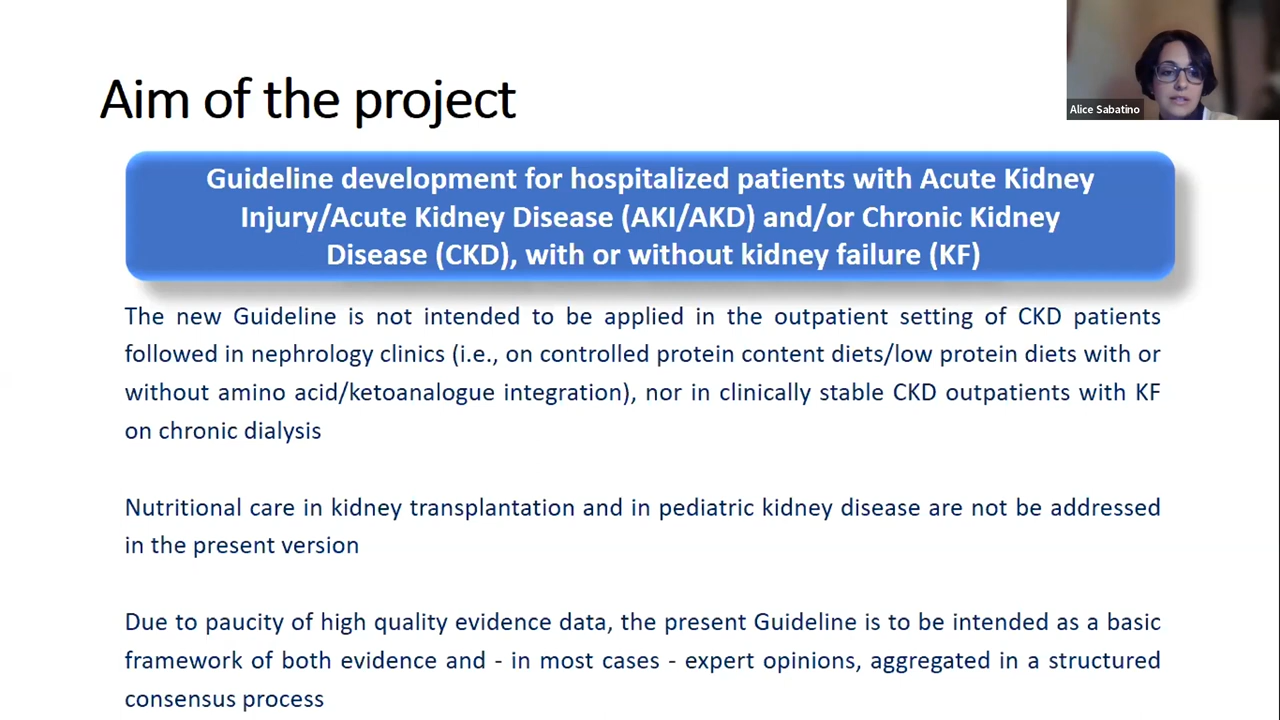 Aim of the project
Alice Sabatino
Guideline development for hospitalized patients with Acute Kidney
Injury/Acute Kidney Disease (AKI/AKD) and/or Chronic Kidney
Disease (CKD), with or without kidney failure (KF)
The new Guideline is not intended to be applied in the outpatient setting of CKD patients
followed in nephrology clinics (i.e., on controlled protein content diets/low protein diets with or
without amino acid/ketoanalogue integration), nor in clinically stable CKD outpatients with KF
on chronic dialysis
Nutritional care in kidney transplantation and in pediatric kidney disease are not be addressed
in the present version
Due to paucity of high quality evidence data, the present Guideline is to be intended as a basic
framework of both evidence and - in most cases - expert opinions, aggregated in a structured
consensus process